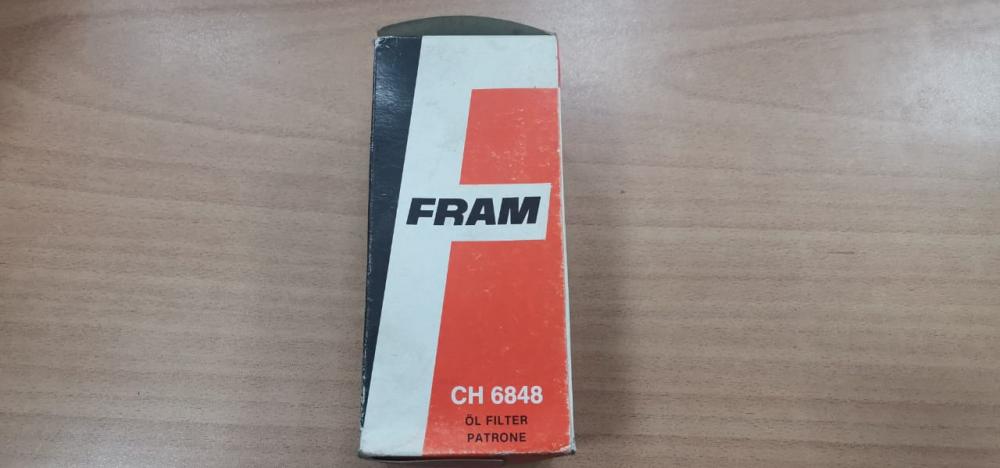 FRAM
CH 6848
ÖL FILTER
PATRONE